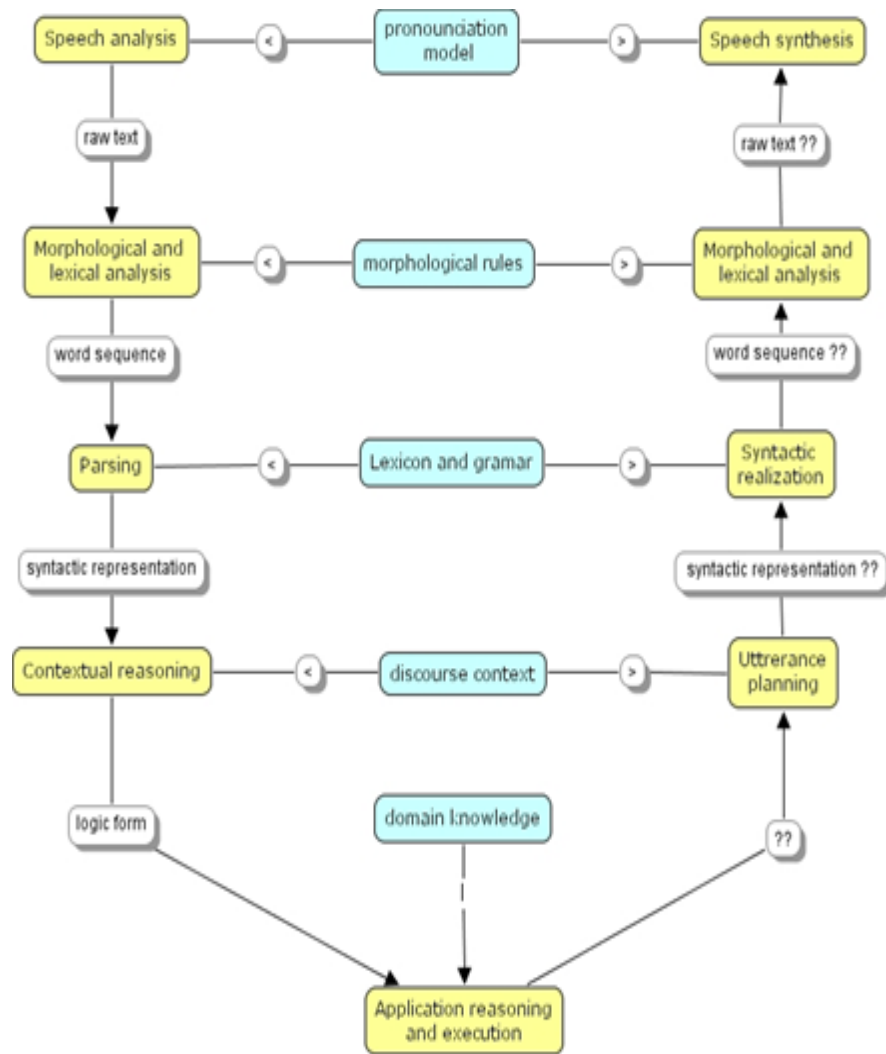 Speech analysis
<
pronounciation
model
>
Speech synthesis
raw text
raw text ??
Morphological and
lexical analysis
<
morphological rules
>
Morphological and
lexical analysis
word sequence
word sequence ??
Parsing
<
Lexicon and gramar
>
Syntactic
realization
syntactic representation
syntactic representation ??
Contextual reasoning
<
discourse context
>
Uttrerance
planning
logic form
domain knowledge
??
Application reasoning
and execution